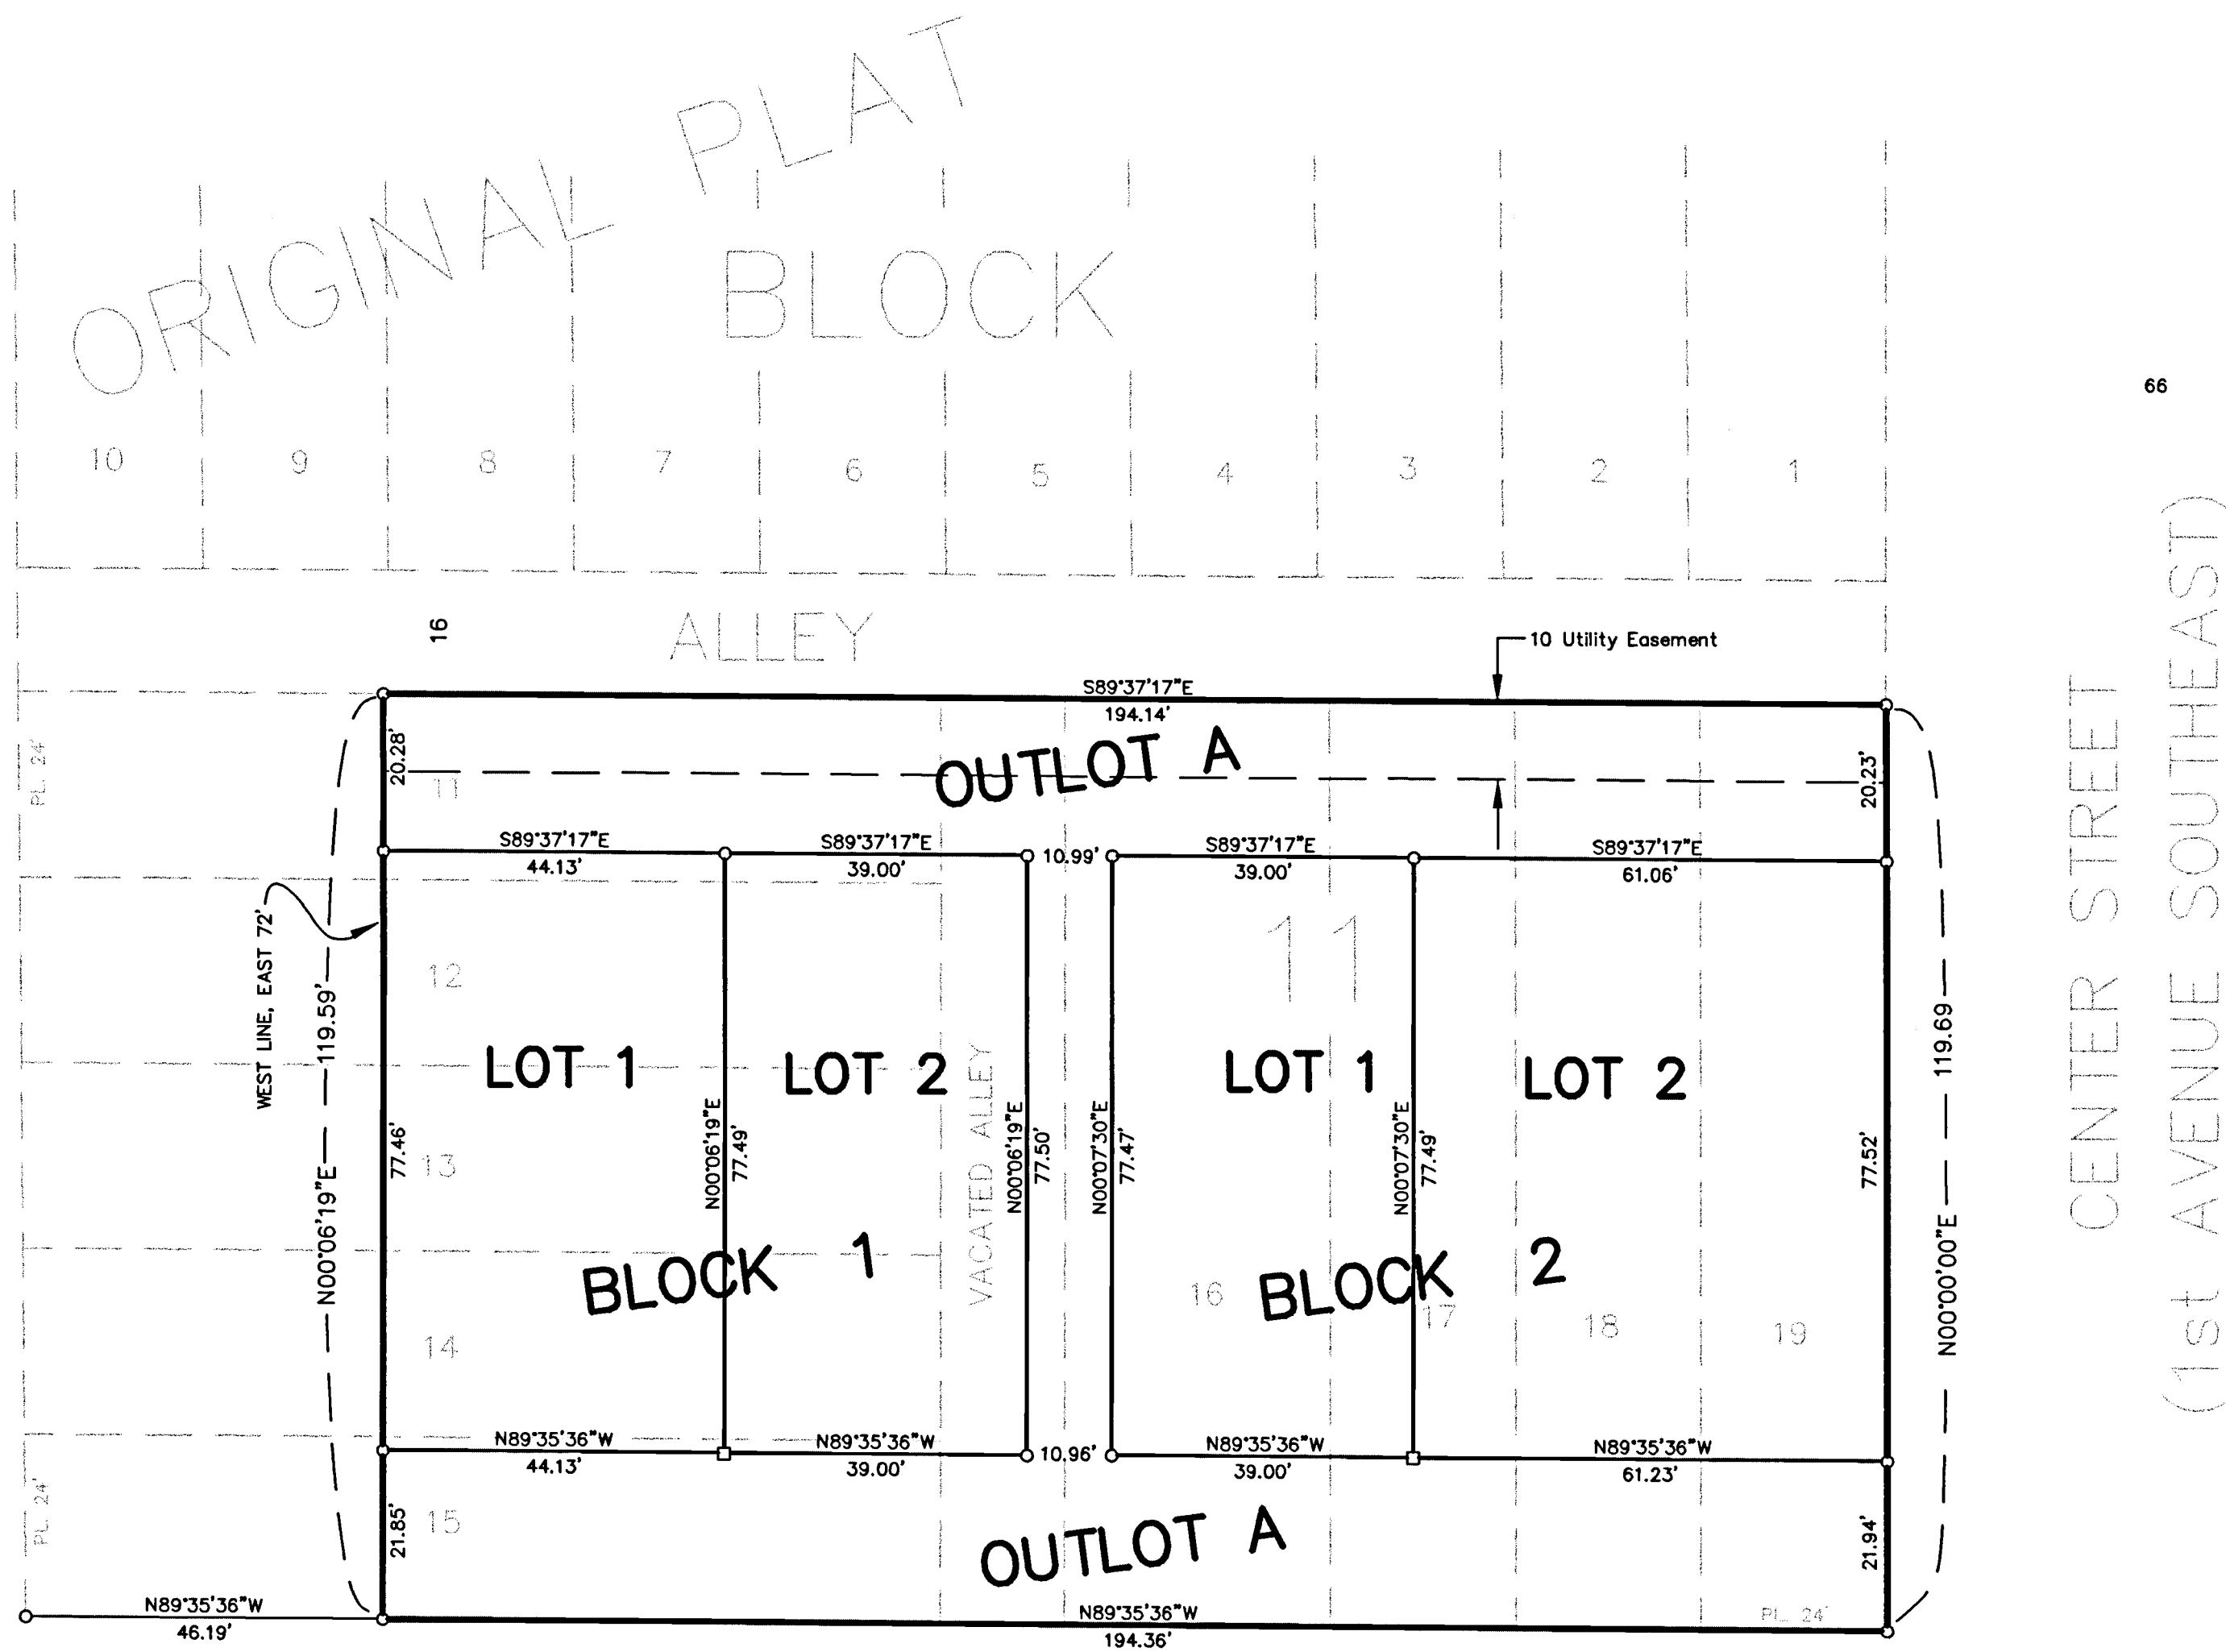 ORIGINAL PLAT
BLOCK
66
10
9
8
7
6
5
4
3
2
1
16
ALLEY
10 Utility Easement
S89°37'17"E
194.14'
PL. 24'
20.28'
11
OUTLOT A
20.23'
S89°37'17"E
44.13'
S89°37'17"E
39.00'
10.99'
S89°37'17"E
39.00'
S89°37'17"E
61.06'
WEST LINE, EAST 72'
12
11
N00°06'19"E
119.59'
LOT 1
LOT 2
LOT 1
LOT 2
77.46'
13
N00°06'19"E
77.49'
VACATED ALLEY
N00°06'19"E
77.50'
N00°07'30"E
77.47'
N00°07'30"E
77.49'
77.52'
N00°00'00"E
119.69
CENTER STREET
(1st AVENUE SOUTHEAST)
BLOCK 1
BLOCK 2
14
16
17
18
19
N89°35'36"W
44.13'
N89°35'36"W
39.00'
10.96'
N89°35'36"W
39.00'
N89°35'36"W
61.23'
PL. 24'
21.85'
15
OUTLOT A
21.94'
N89°35'36"W
46.19'
N89°35'36"W
194.36'
PL. 24'